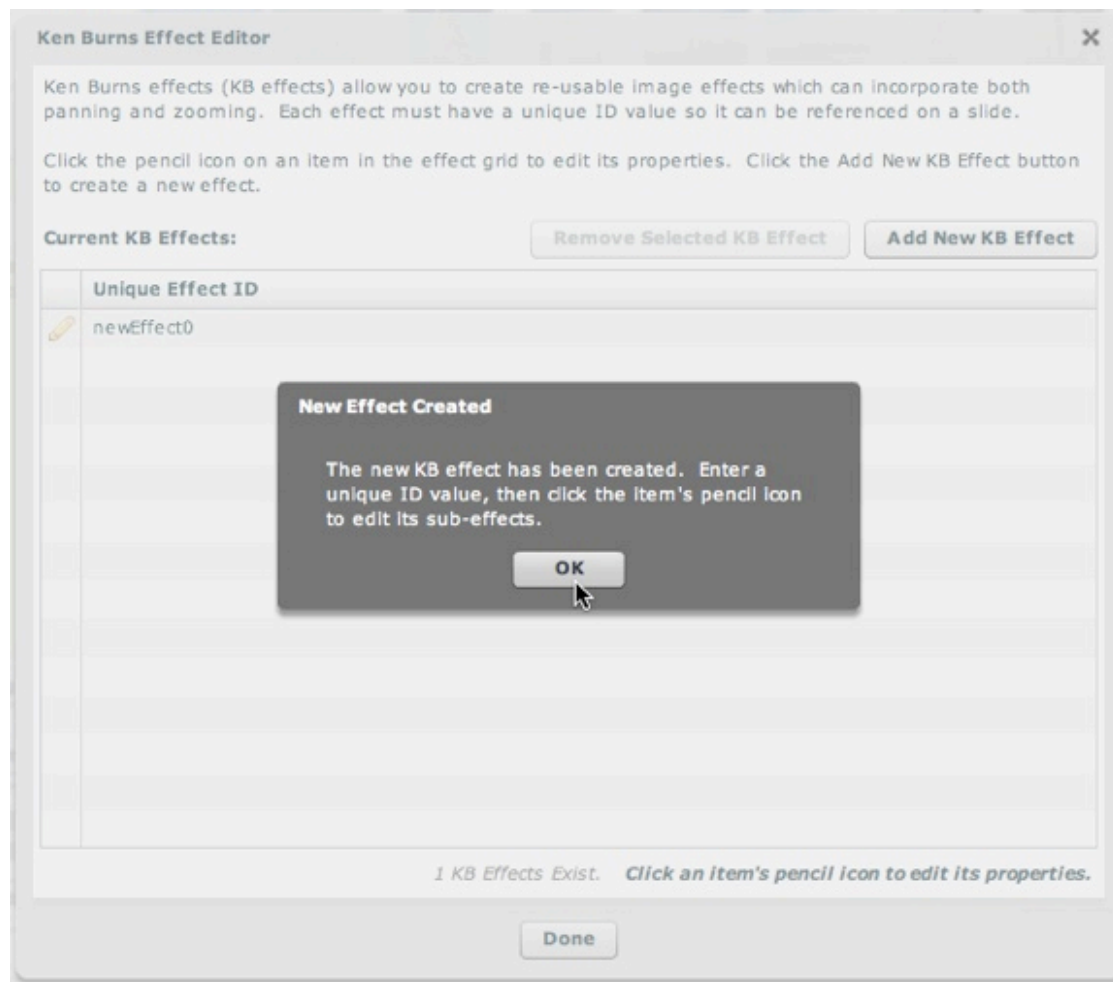 Ken Burns Effect Editor
Ken Burns effects (KB effects) allow you to create re-usable image effects which can incorporate both
panning and zooming. Each effect must have a unique ID value so it can be referenced on a slide.
Click the pencil icon on an item in the effect grid to edit its properties. Click the Add New KB Effect button
to create a new effect.
Current KB Effects: Remove Selected KB Effect Add New KB Effect
Unique Effect ID
newEffect0
New Effect Created
The new KB effect has been created. Enter a
unique ID value, then click the item's pencil icon
to edit its sub-effects.
OK
1 KB Effects Exist. Click an item's pencil icon to edit its properties.
Done